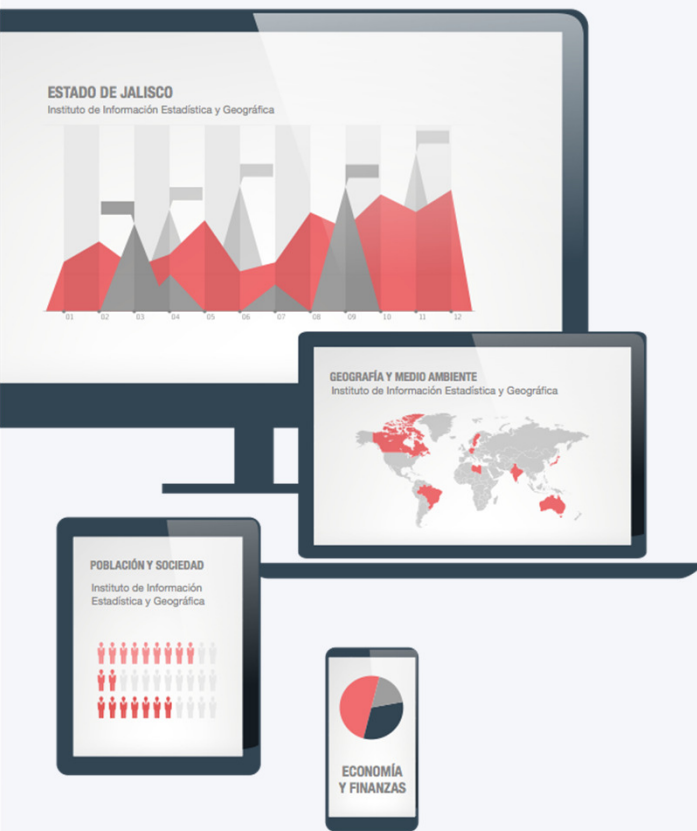 ESTADO DE JALISCO
Instituto de Información Estadística y Geográfica
01 02 03 04 05 06 07 08 09 10 11 12
GEOGRAFÍA Y MEDIO AMBIENTE
Instituto de Información Estadística y Geográfica
POBLACIÓN Y SOCIEDAD
Instituto de Información
Estadística y Geográfica
ECONOMÍA
Y FINANZAS